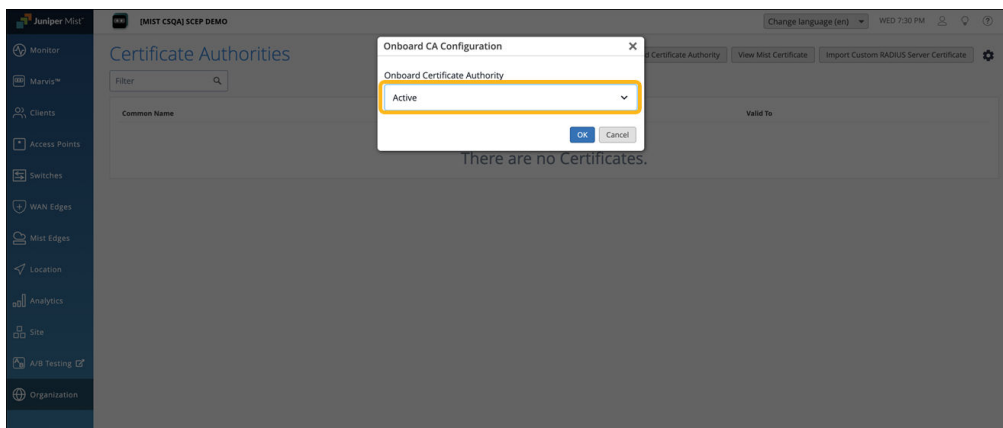 Juniper Mist™
[MIST CSQA] SCEP DEMO
Change language (en)
WED 7:30 PM
Monitor
Marvis™
Clients
Access Points
Switches
WAN Edges
Mist Edges
Location
Analytics
Site
A/B Testing
Organization
Certificate Authorities
d Certificate Authority
View Mist Certificate
Import Custom RADIUS Server Certificate
Filter
Common Name
Valid To
There are no Certificates.
Onboard CA Configuration
Onboard Certificate Authority
Active
OK
Cancel